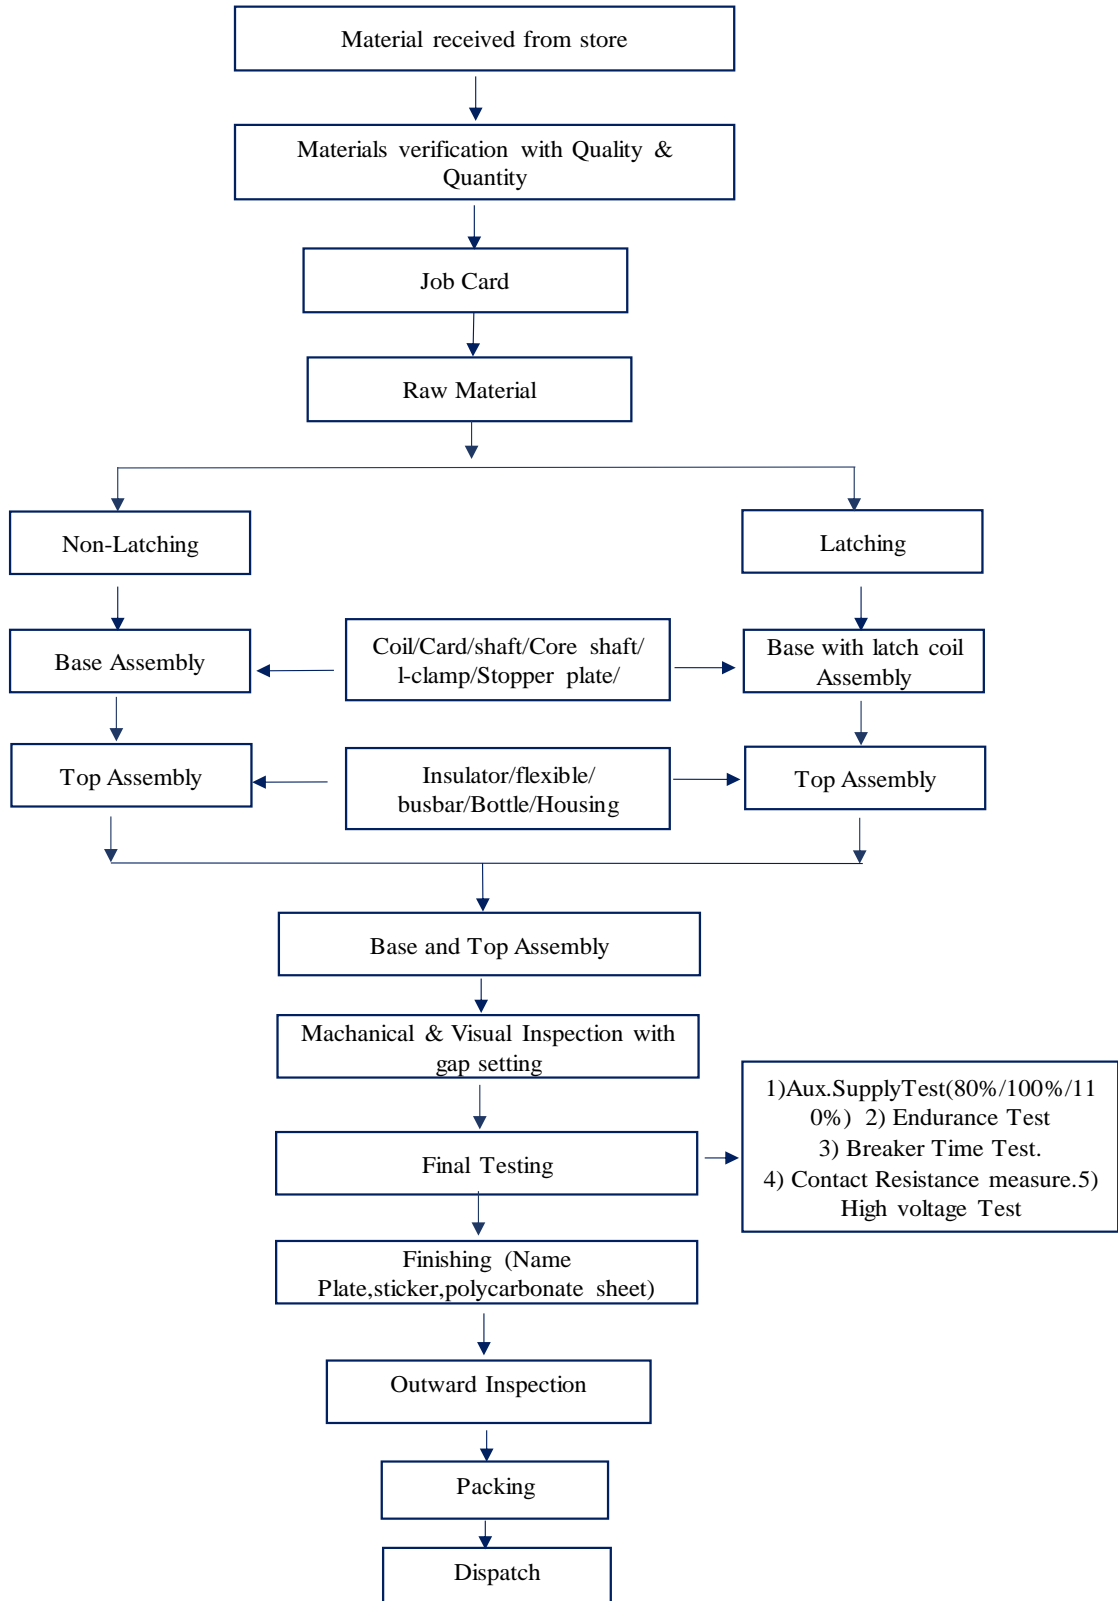 Material received from store
Materials verification with Quality &
Quantity
Job Card
Raw Material
Non-Latching
Latching
Base Assembly
Coil/Card/shaft/Core shaft/
l-clamp/Stopper plate/
Base with latch coil
Assembly
Top Assembly
Insulator/flexible/
busbar/Bottle/Housing
Top Assembly
Base and Top Assembly
Machanical & Visual Inspection with
gap setting
Final Testing
1)Aux.SupplyTest(80%/100%/11
0%) 2) Endurance Test
3) Breaker Time Test.
4) Contact Resistance measure.5)
High voltage Test
Finishing (Name
Plate,sticker,polycarbonate sheet)
Outward Inspection
Packing
Dispatch